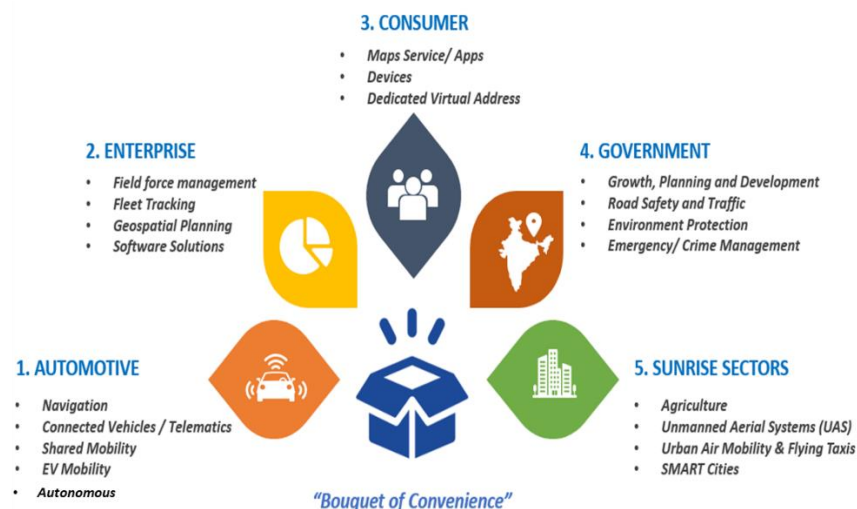 3. CONSUMER
• Maps Service/ Apps
• Devices
• Dedicated Virtual Address
2. ENTERPRISE
• Field force management
• Fleet Tracking
• Geospatial Planning
• Software Solutions
4. GOVERNMENT
• Growth, Planning and Development
• Road Safety and Traffic
• Environment Protection
• Emergency/ Crime Management
1. AUTOMOTIVE
• Navigation
• Connected Vehicles / Telematics
• Shared Mobility
• EV Mobility
• Autonomous
5. SUNRISE SECTORS
• Agriculture
• Unmanned Aerial Systems (UAS)
• Urban Air Mobility & Flying Taxis
• SMART Cities
“Bouquet of Convenience”